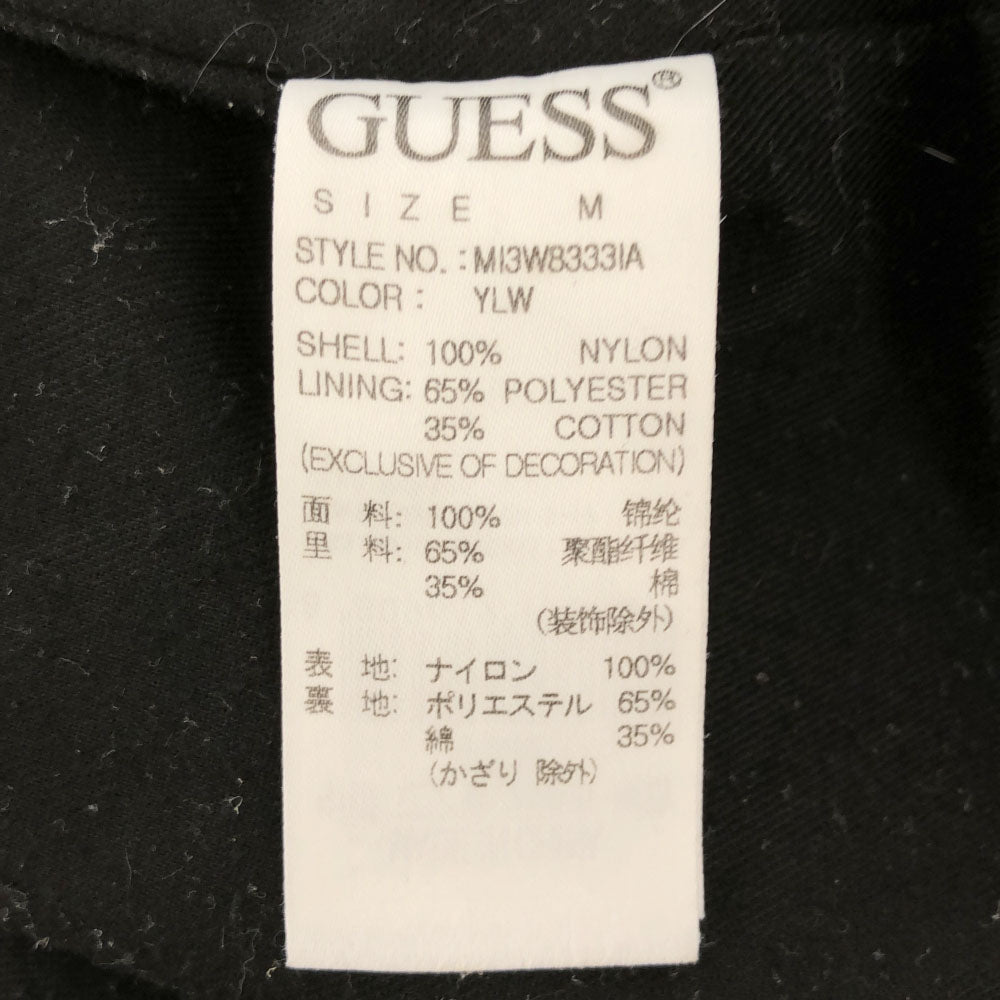 GUESS®
SIZE M
STYLE NO. : MI3W8333IA
COLOR : YLW
SHELL: 100% NYLON
LINING: 65% POLYESTER
35% COTTON
(EXCLUSIVE OF DECORATION)
面 料: 100% 锦纶
里 料: 65% 聚酯纤维
35% 棉
(装饰除外)
表 地: ナイロン 100%
裏 地: ポリエステル 65%
綿 35%
(かざり 除外)